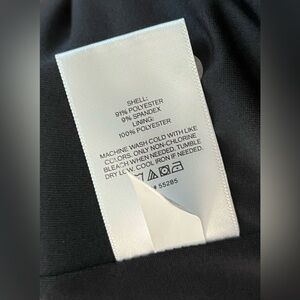 SHELL:
91% POLYESTER
9% SPANDEX
LINING:
100% POLYESTER
MACHINE WASH COLD WITH LIKE
COLORS. ONLY NON-CHLORINE
BLEACH WHEN NEEDED. TUMBLE
DRY LOW. COOL IRON IF NEEDED.
# 55285